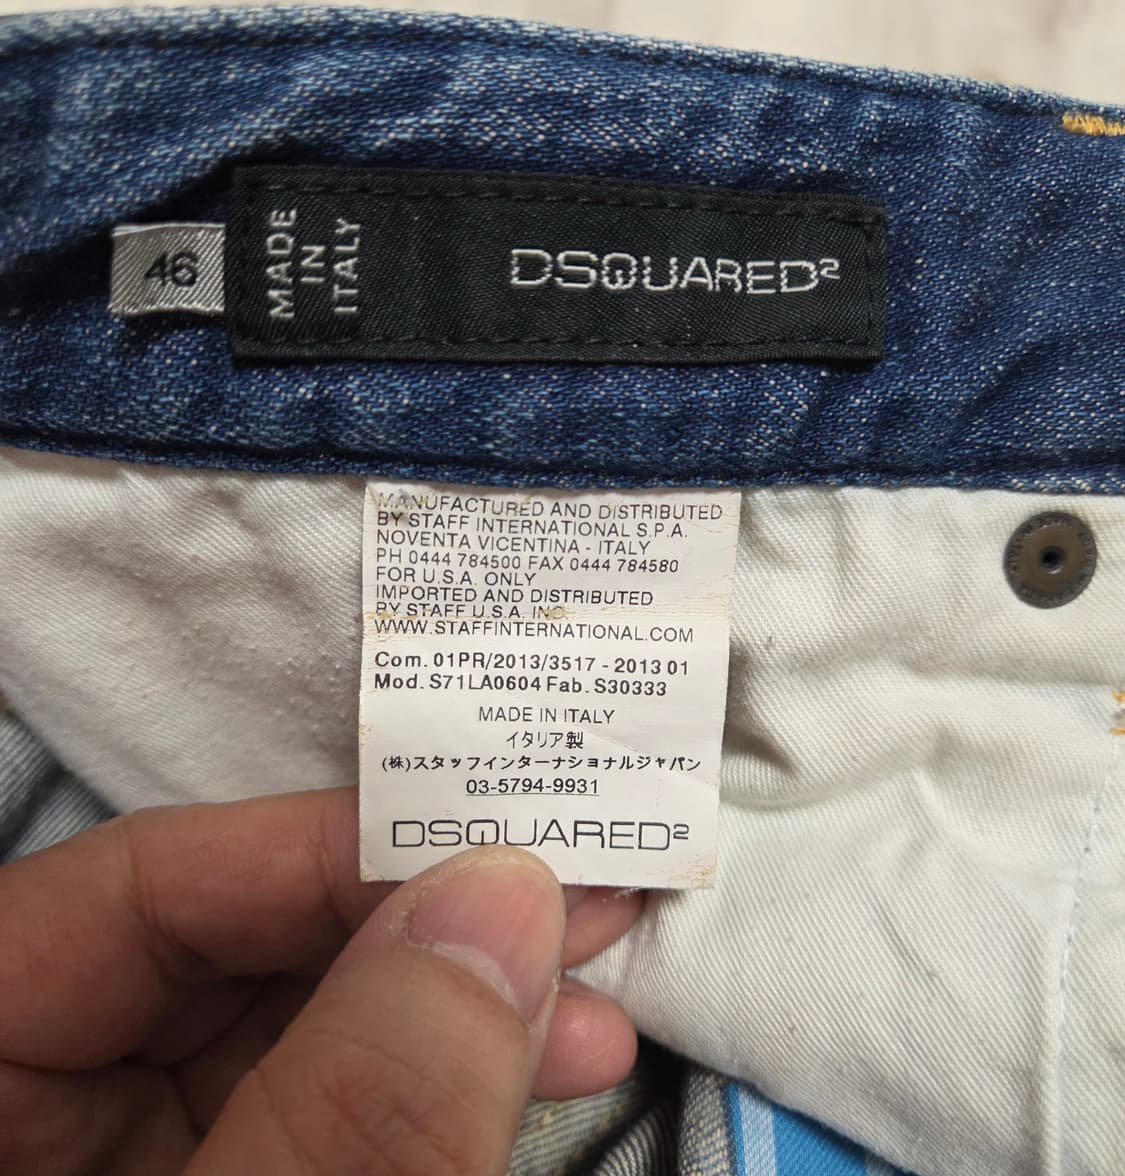 46
MADE
IN
ITALY
DSQUARED2
MANUFACTURED AND DISTRIBUTED
BY STAFF INTERNATIONAL S.P.A.
NOVENTA VICENTINA - ITALY
PH 0444 784500 FAX 0444 784580
FOR U.S.A. ONLY
IMPORTED AND DISTRIBUTED
BY STAFF U.S.A. INC.
WWW.STAFFINTERNATIONAL.COM
Com. 01PR/2013/3517 - 2013 01
Mod. S71LA0604 Fab. S30333
MADE IN ITALY
イタリア製
(株)スタッフインターナショナルジャパン
03-5794-9931
DSQUARED2